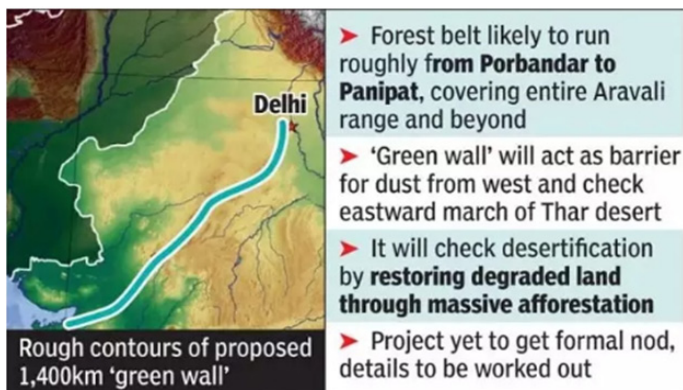 Delhi
Rough contours of proposed
1,400km ‘green wall’
➤ Forest belt likely to run
roughly from Porbandar to
Panipat, covering entire Aravali
range and beyond
➤ ‘Green wall’ will act as barrier
for dust from west and check
eastward march of Thar desert
➤ It will check desertification
by restoring degraded land
through massive afforestation
➤ Project yet to get formal nod,
details to be worked out